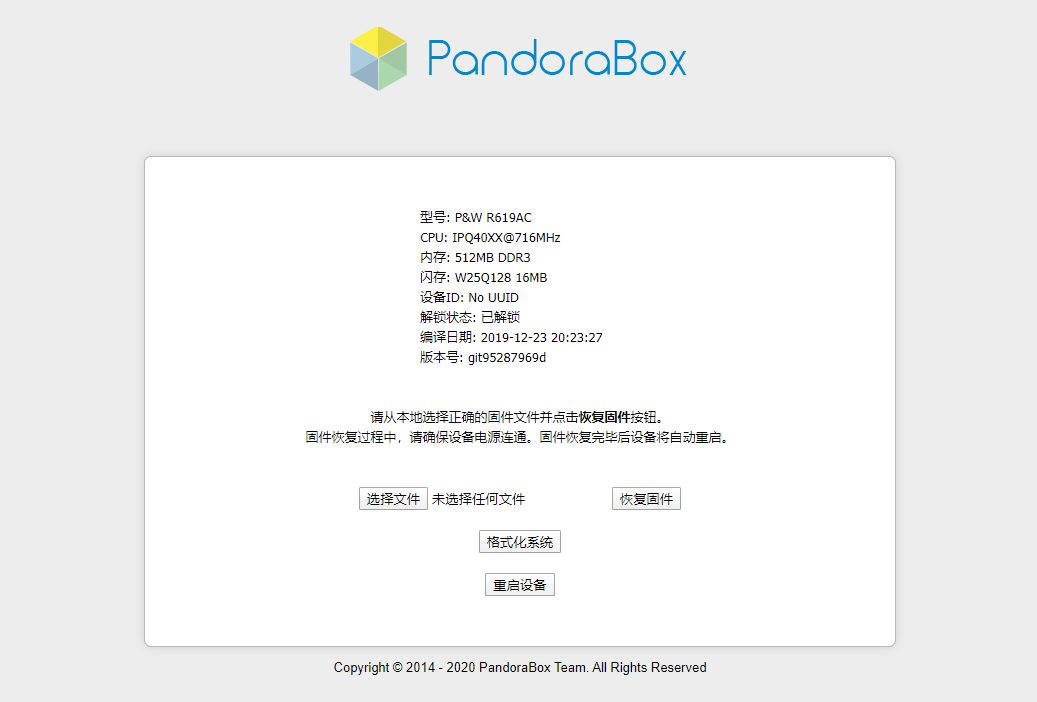 PandoraBox
型号: P&W R619AC
CPU: IPQ40XX@716MHz
内存: 512MB DDR3
闪存: W25Q128 16MB
设备ID: No UUID
解锁状态: 已解锁
编译日期: 2019-12-23 20:23:27
版本号: git95287969d
请从本地选择正确的固件文件并点击恢复固件按钮。
固件恢复过程中，请确保设备电源连通。固件恢复完毕后设备将自动重启。
选择文件 未选择任何文件 恢复固件
格式化系统
重启设备
Copyright © 2014 - 2020 PandoraBox Team. All Rights Reserved